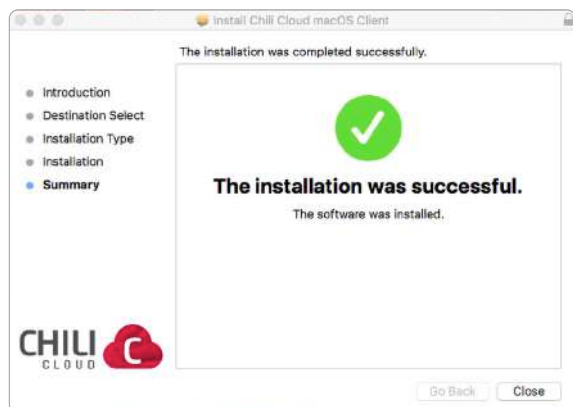 Install Chili Cloud macOS Client
The installation was completed successfully.
Introduction
Destination Select
Installation Type
Installation
Summary
The installation was successful.
The software was installed.
CHILI
CLOUD
C
Go Back
Close